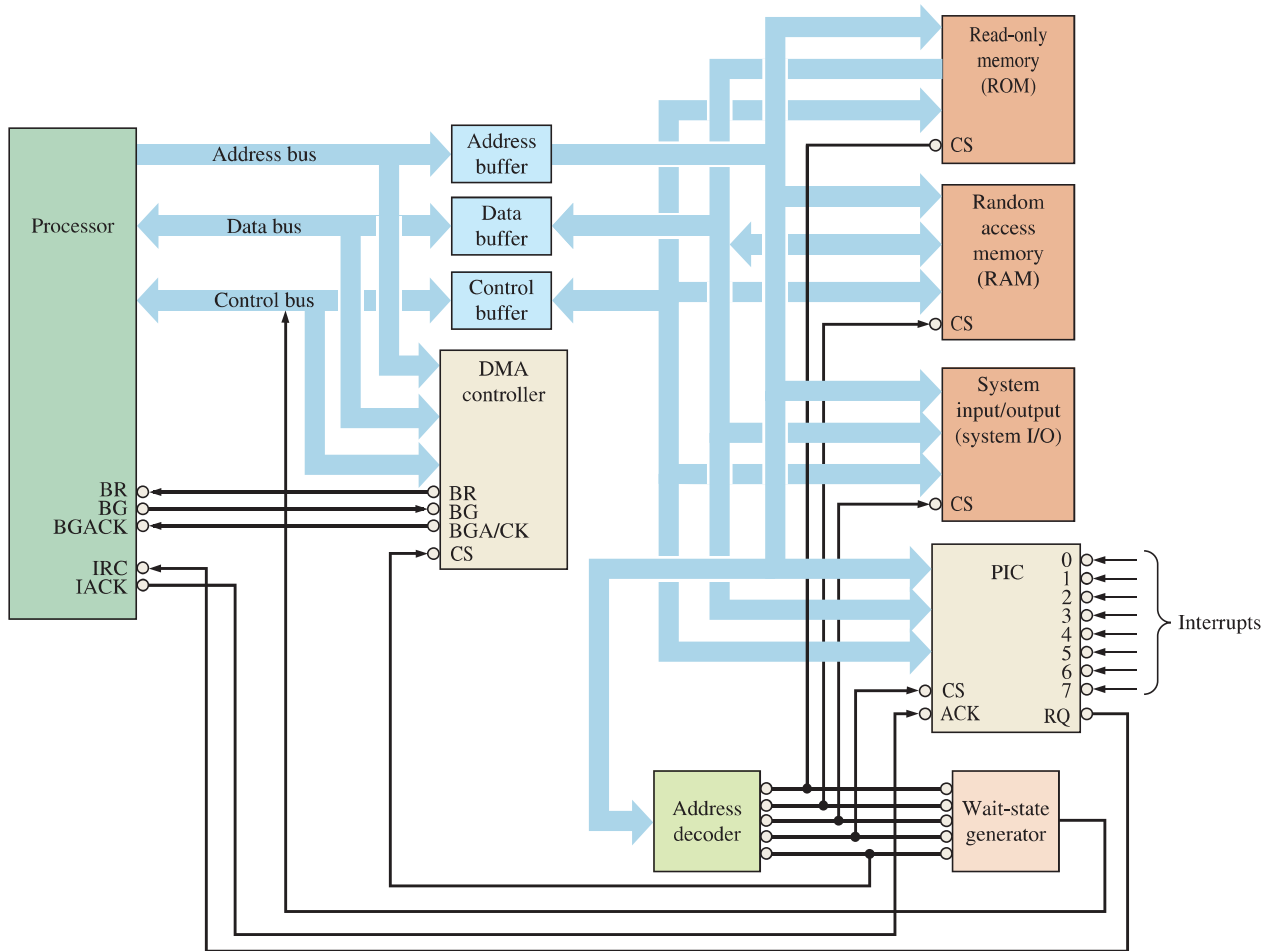 Processor
BR
BG
BGACK
IRC
IACK
Address bus
Data bus
Control bus
Address
buffer
Data
buffer
Control
buffer
DMA
controller
BR
BG
BGA/CK
CS
Read-only
memory
(ROM)
CS
Random
access
memory
(RAM)
CS
System
input/output
(system I/O)
CS
PIC
0
1
2
3
4
5
6
7
CS
ACK
RQ
Interrupts
Address
decoder
Wait-state
generator